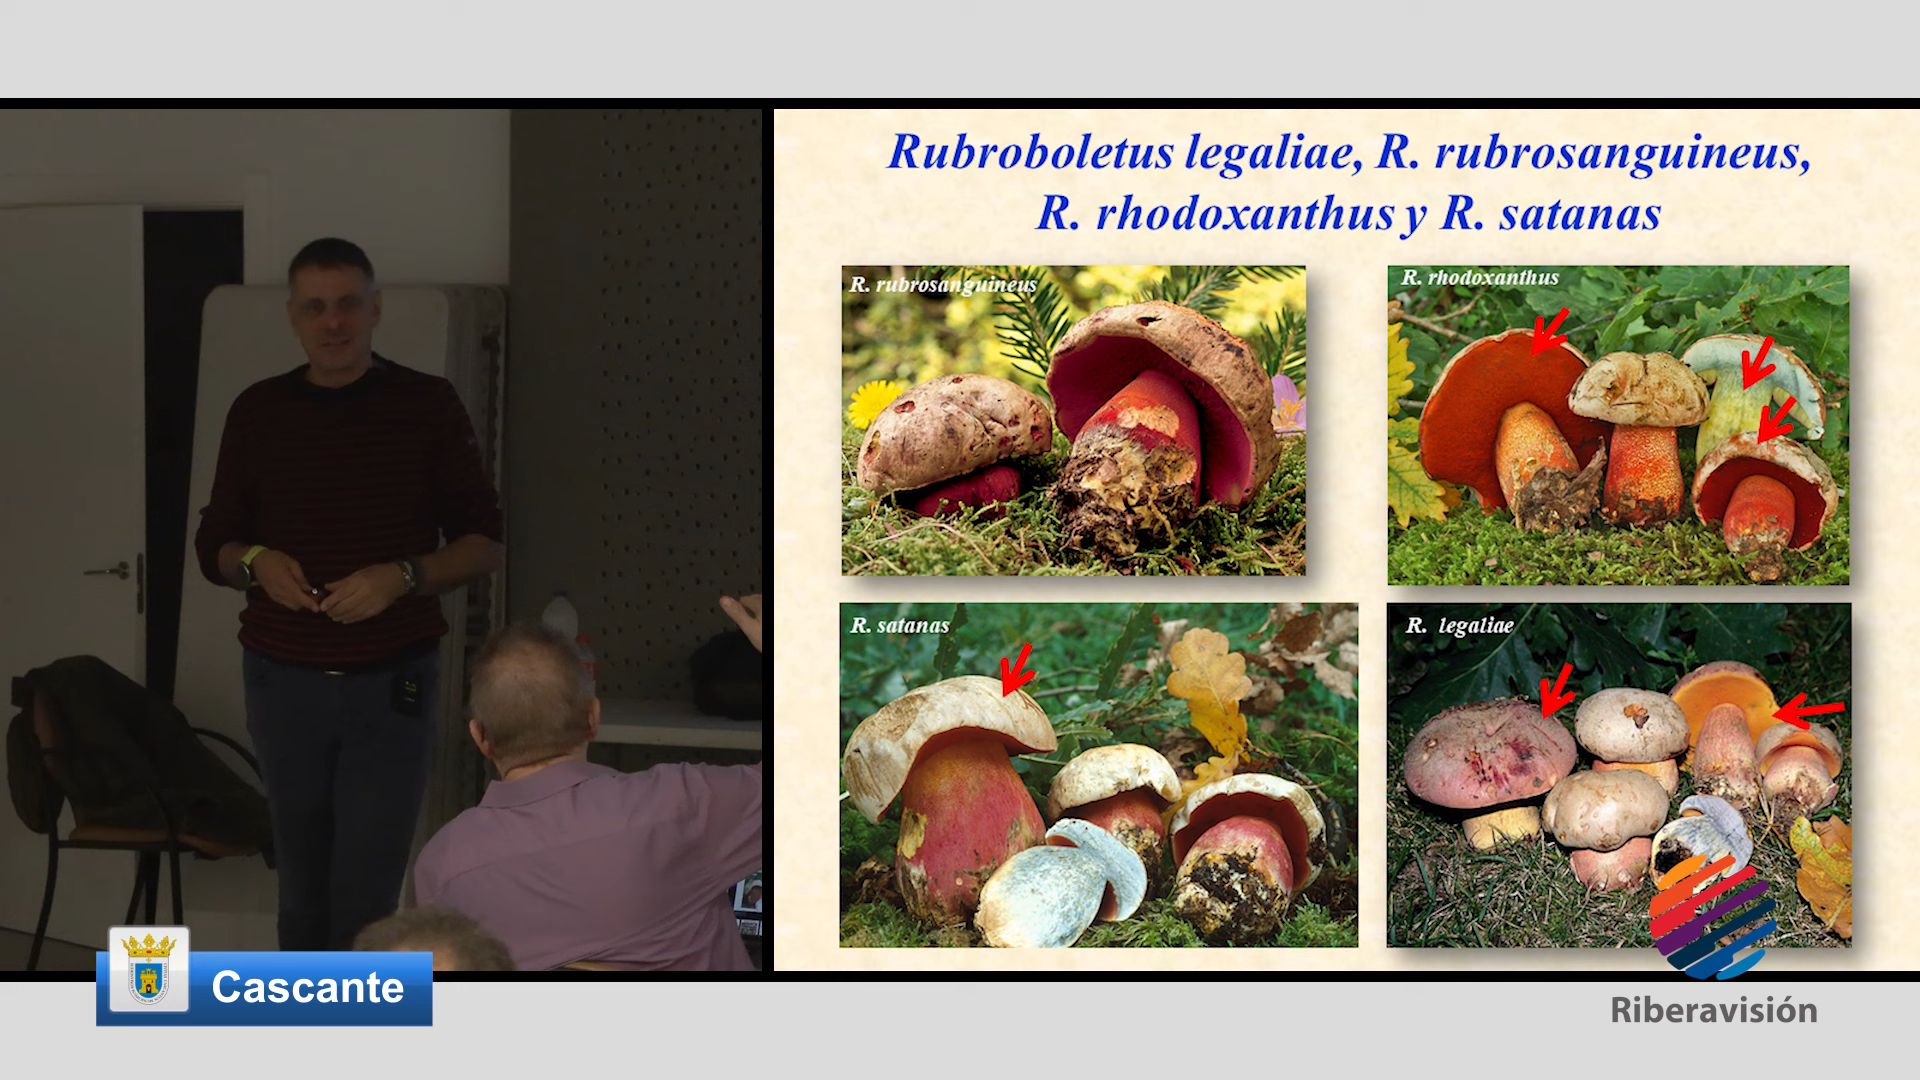 Rubroboletus legaliae, R. rubrosanguineus,
R. rhodoxanthus y R. satanas
R. rubrosanguineus
R. rhodoxanthus
R. satanas
R. legaliae
Cascante
Riberavisión